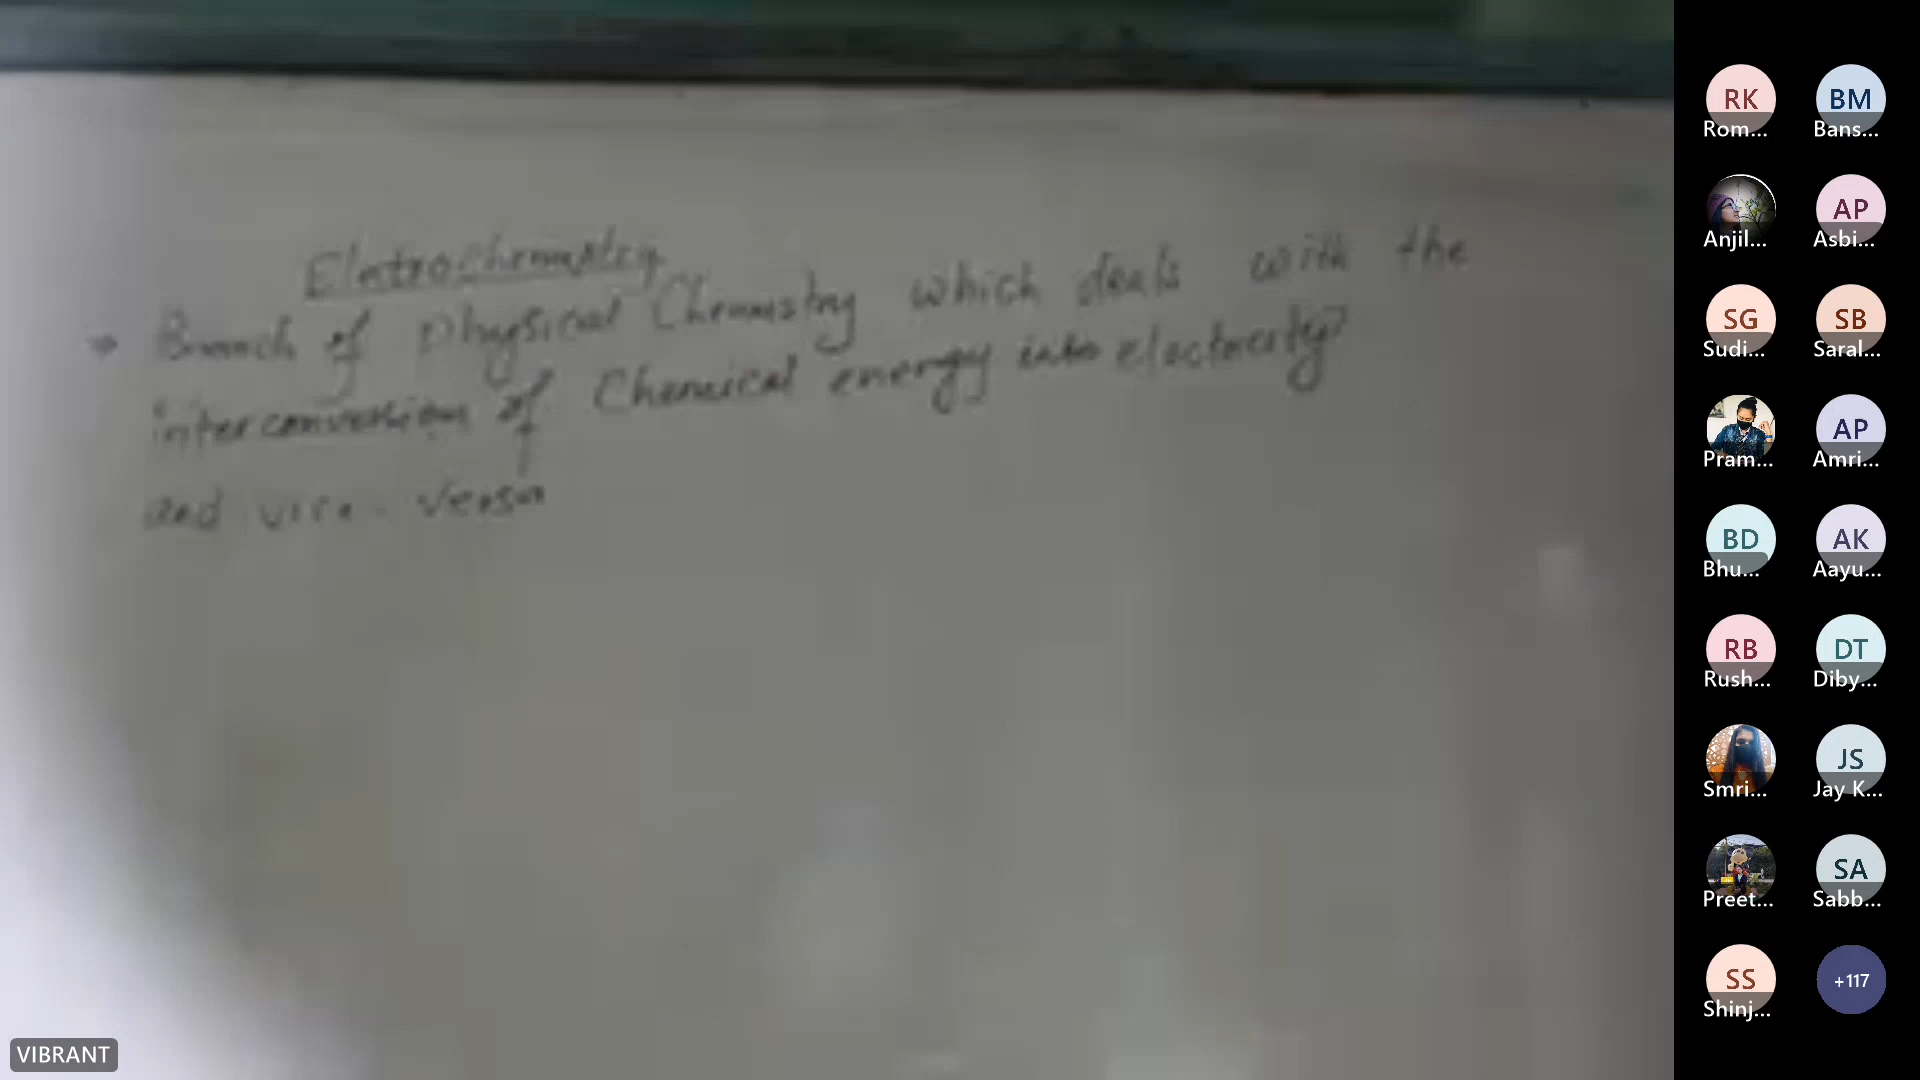 Eletrochemistry
→ Branch of Physical Chemistry which deals with the
interconversion of Chemical energy into electricity
and vice - versa
VIBRANT
RK
Rom...
BM
Bans...
Anjil...
AP
Asbi...
SG
Sudi...
SB
Saral...
Pram...
AP
Amri...
BD
Bhu...
AK
Aayu...
RB
Rush...
DT
Diby...
Smri...
JS
Jay K...
Preet...
SA
Sabb...
SS
Shinj...
+117